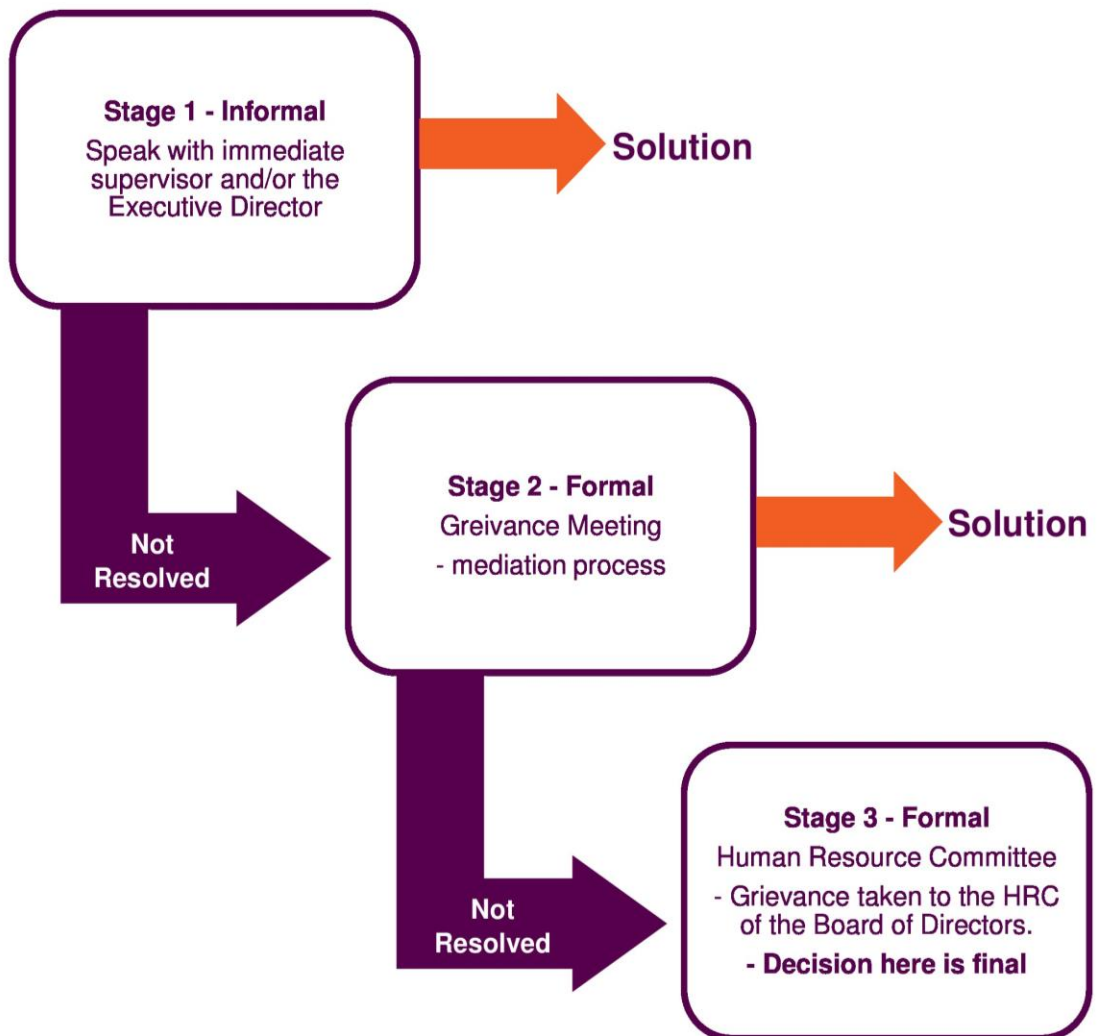 Stage 1 - Informal
Speak with immediate
supervisor and/or the
Executive Director
Solution
Not
Resolved
Stage 2 - Formal
Greivance Meeting
- mediation process
Solution
Not
Resolved
Stage 3 - Formal
Human Resource Committee
- Grievance taken to the HRC
of the Board of Directors.
- Decision here is final